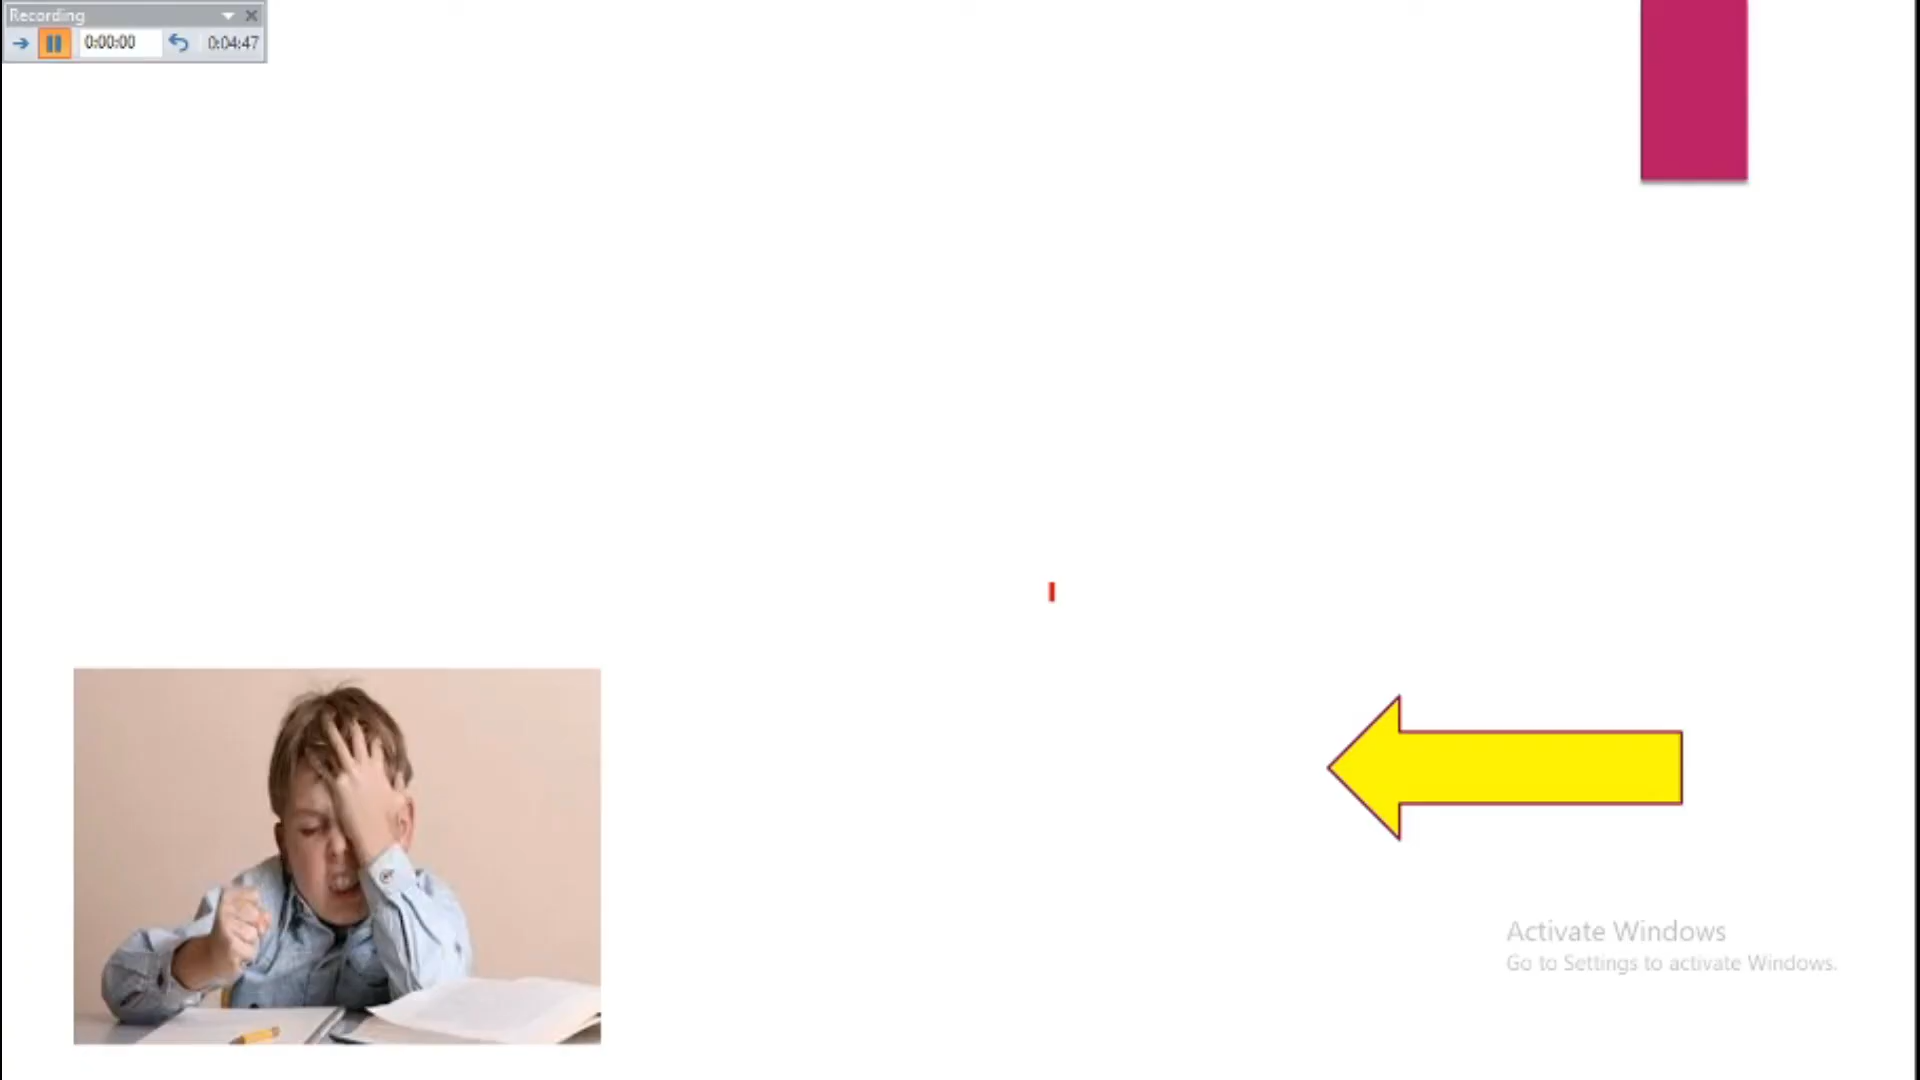 Recording
0:00:00 0:04:47
Activate Windows
Go to Settings to activate Windows.